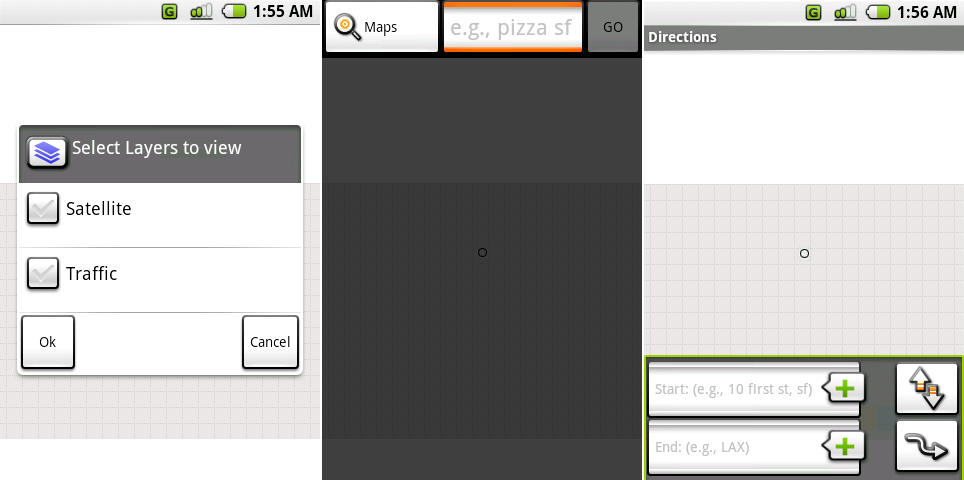 G 1:55 AM
Select Layers to view
Satellite
Traffic
Ok Cancel
Maps e.g., pizza sf GO
G 1:56 AM
Directions
Start: (e.g., 10 first st, sf)
End: (e.g., LAX)